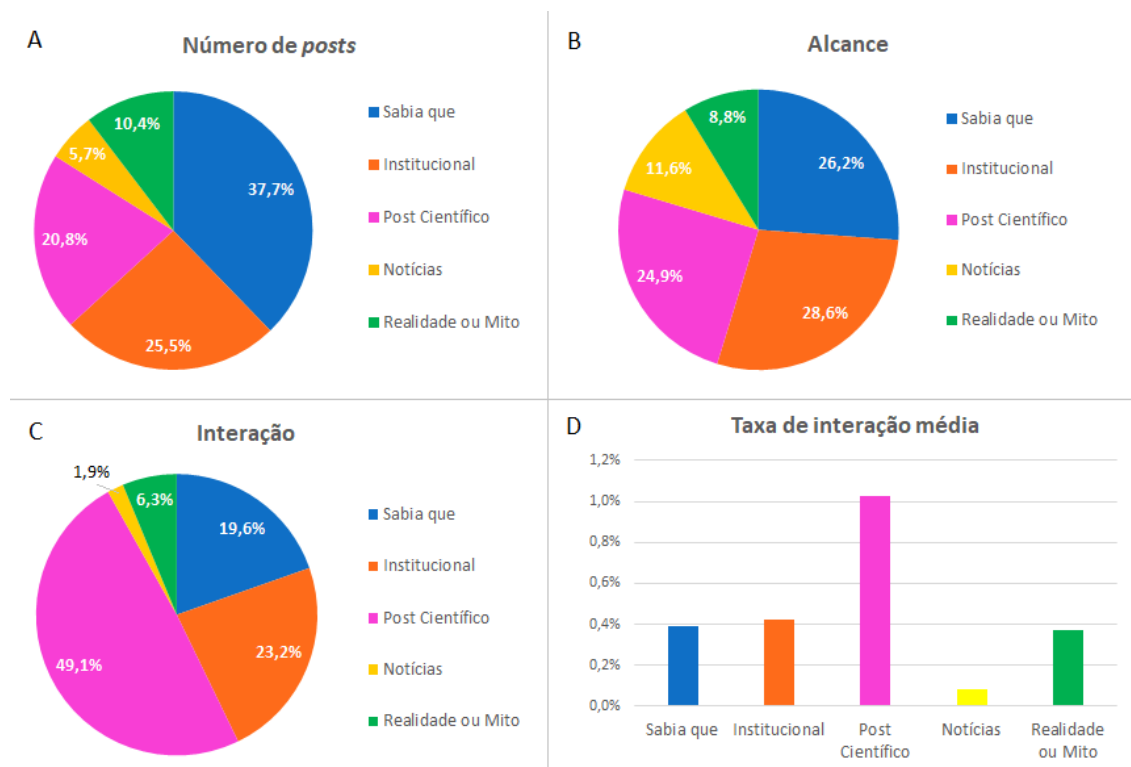 A
Número de posts
10,4%
5,7%
37,7%
20,8%
25,5%
Sabia que
Institucional
Post Científico
Notícias
Realidade ou Mito
B
Alcance
8,8%
11,6%
26,2%
24,9%
28,6%
Sabia que
Institucional
Post Científico
Notícias
Realidade ou Mito
C
Interação
1,9%
6,3%
19,6%
49,1%
23,2%
Sabia que
Institucional
Post Científico
Notícias
Realidade ou Mito
D
Taxa de interação média
1,2%
1,0%
0,8%
0,6%
0,4%
0,2%
0,0%
Sabia que
Institucional
Post
Científico
Notícias
Realidade
ou Mito